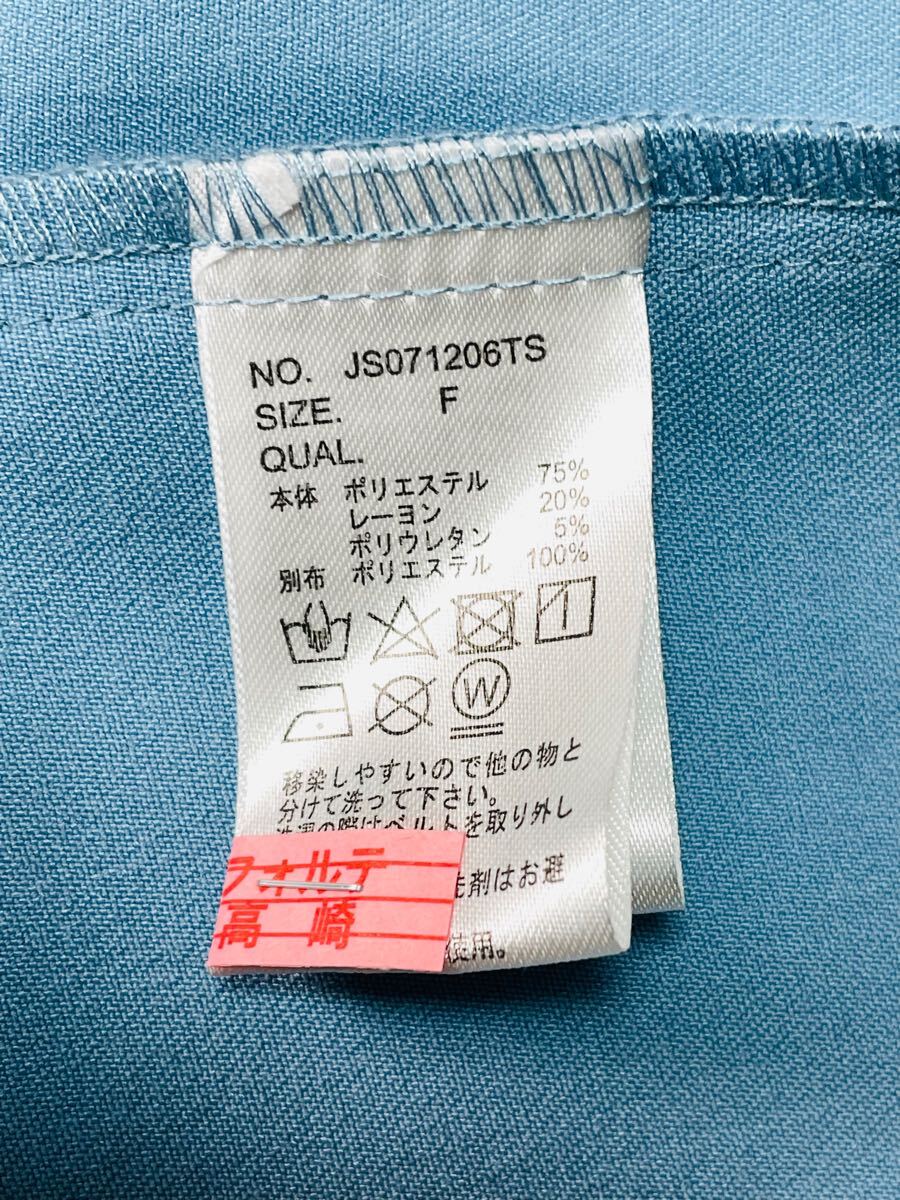 NO. JS071206TS
SIZE. F
QUAL.
本体 ポリエステル 75%
レーヨン 20%
ポリウレタン 5%
別布 ポリエステル 100%
W
移染しやすいので他の物と
分けて洗って下さい。
洗濯の際はベルトを取り外し
洗剤はお避
使用。
フォルテ
高崎